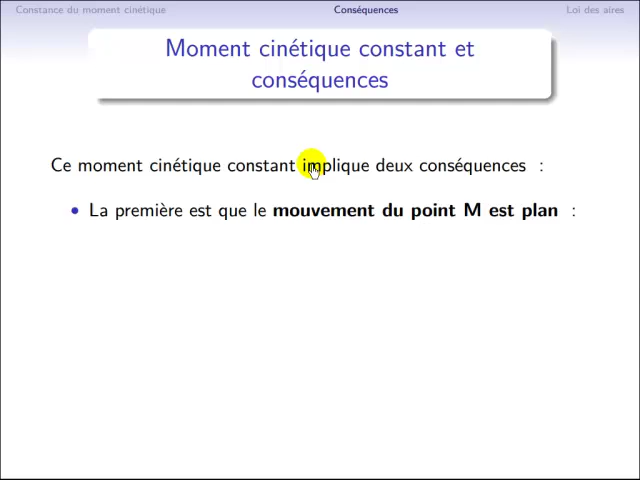 Constance du moment cinétique Conséquences Loi des aires
Moment cinétique constant et
conséquences
Ce moment cinétique constant implique deux conséquences :
• La première est que le mouvement du point M est plan :